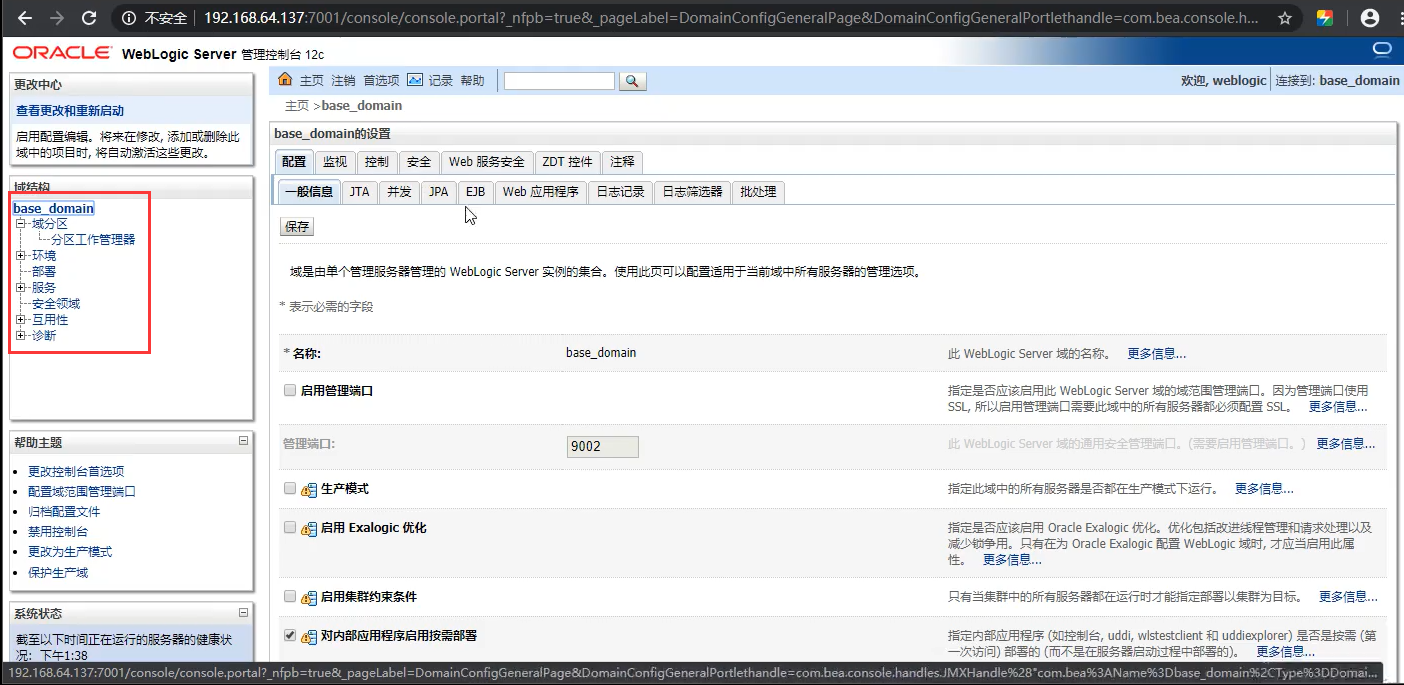 不安全 192.168.64.137:7001/console/console.portal?_nfpb=true&_pageLabel=DomainConfigGeneralPage&DomainConfigGeneralPortlethandle=com.bea.console.h...
ORACLE WebLogic Server 管理控制台 12c
更改中心
查看更改和重新启动
启用配置编辑。将来在修改, 添加或删除此
域中的项目时, 将自动激活这些更改。
域结构
base_domain
域分区
分区工作管理器
环境
部署
服务
安全领域
互用性
诊断
帮助主题
更改控制台首选项
配置域范围管理端口
归档配置文件
禁用控制台
更改为生产模式
保护生产域
系统状态
截至以下时间正在运行的服务器的健康状
况: 下午1:38
主页 注销 首选项 记录 帮助
欢迎, weblogic 连接到: base_domain
主页 >base_domain
base_domain的设置
配置 监视 控制 安全 Web 服务安全 ZDT 控件 注释
一般信息 JTA 并发 JPA EJB Web 应用程序 日志记录 日志筛选器 批处理
保存
域是由单个管理服务器管理的 WebLogic Server 实例的集合。使用此页可以配置适用于当前域中所有服务器的管理选项。
* 表示必需的字段
* 名称: base_domain 此 WebLogic Server 域的名称。 更多信息...
启用管理端口 指定是否应该启用此 WebLogic Server 域的域范围管理端口。因为管理端口使用
SSL, 所以启用管理端口需要此域中的所有服务器都必须配置 SSL。 更多信息...
管理端口: 9002 此 WebLogic Server 域的通用安全管理端口。(需要启用管理端口。) 更多信息...
生产模式 指定此域中的所有服务器是否都在生产模式下运行。 更多信息...
启用 Exalogic 优化 指定是否应该启用 Oracle Exalogic 优化。优化包括改进线程管理和请求处理以及
减少锁争用。只有在为 Oracle Exalogic 配置 WebLogic 域时, 才应当启用此属
性。 更多信息...
启用集群约束条件 只有当集群中的所有服务器都在运行时才能指定部署以集群为目标。 更多信息...
对内部应用程序启用按需部署 指定内部应用程序 (如控制台, uddi, wlstestclient 和 uddiexplorer) 是否是按需 (第
一次访问) 部署的 (而不是在服务器启动过程中部署的)。 更多信息...
192.168.64.137:7001/console/console.portal?_nfpb=true&_pageLabel=DomainConfigGeneralPage&DomainConfigGeneralPortlethandle=com.bea.console.handles.JMXHandle%28"com.bea%3AName%3Dbase_domain%2CType%3DDomai...